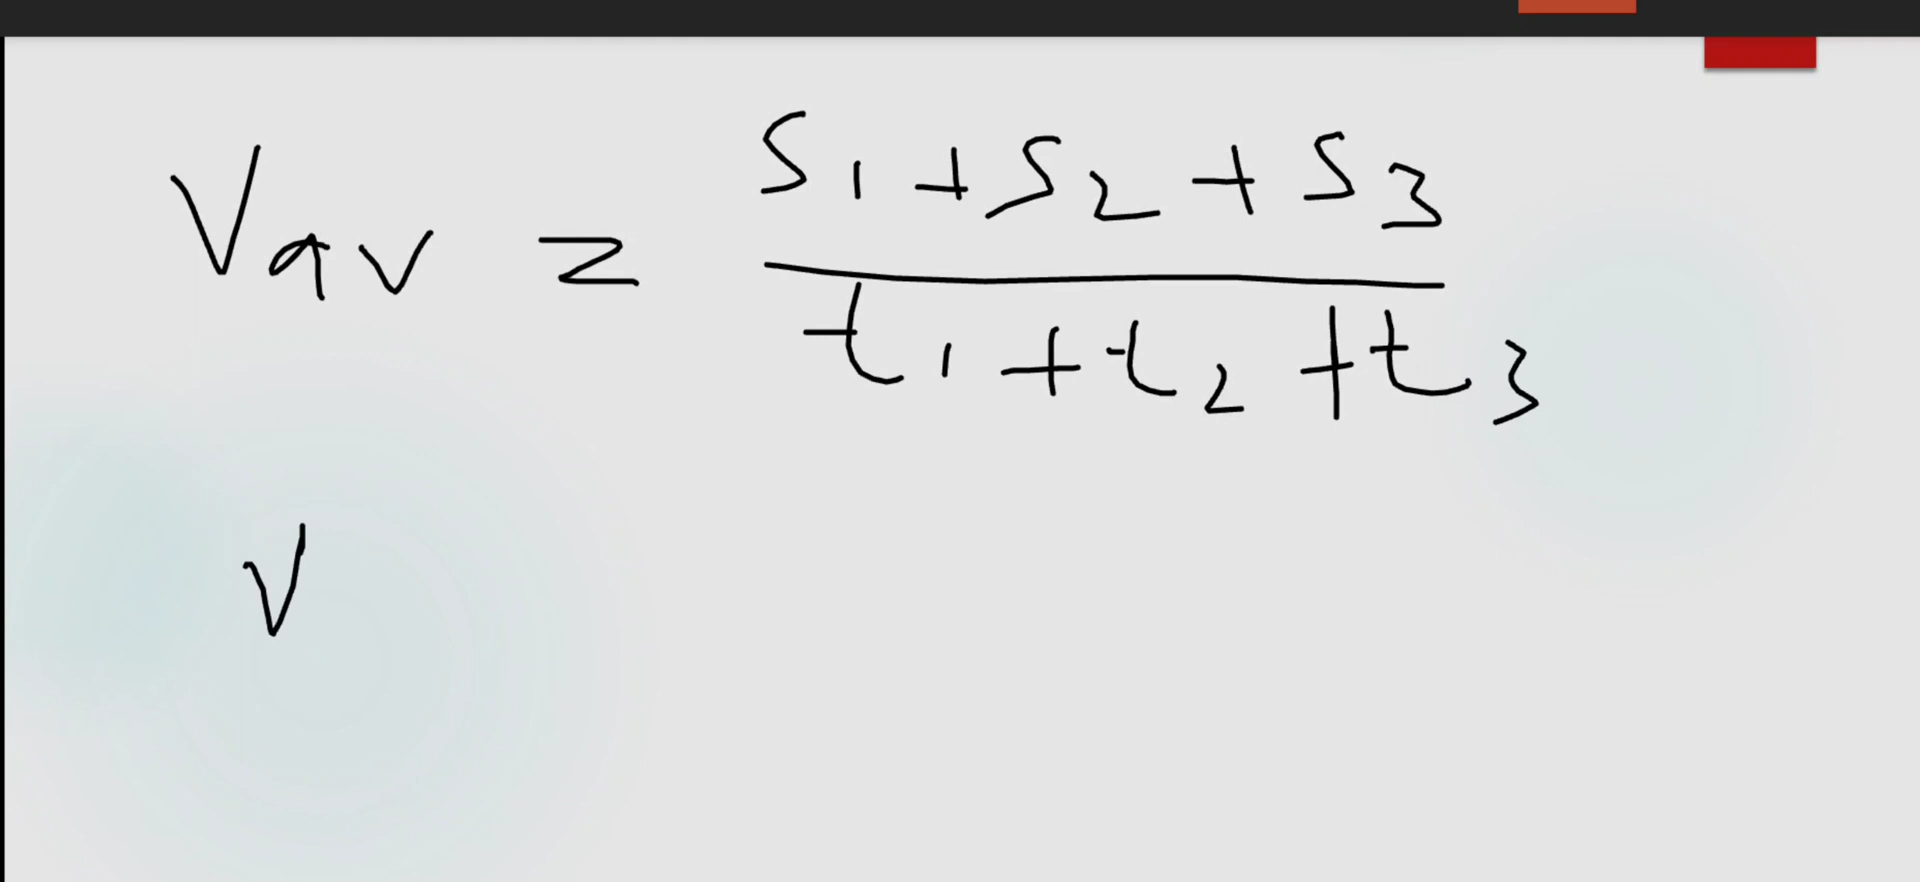 Vav = (S1 + S2 + S3) / (t1 + t2 + t3)
V